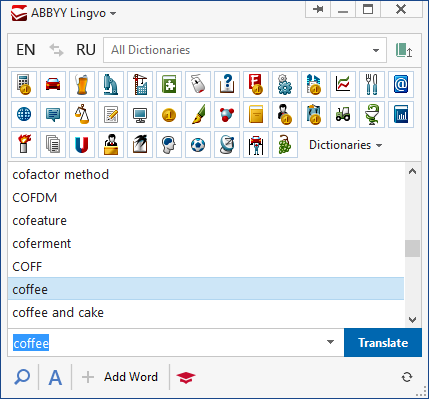 ABBYY Lingvo
EN RU All Dictionaries
Dictionaries
cofactor method
COFDM
cofeature
coferment
COFF
coffee
coffee and cake
coffee Translate
Add Word